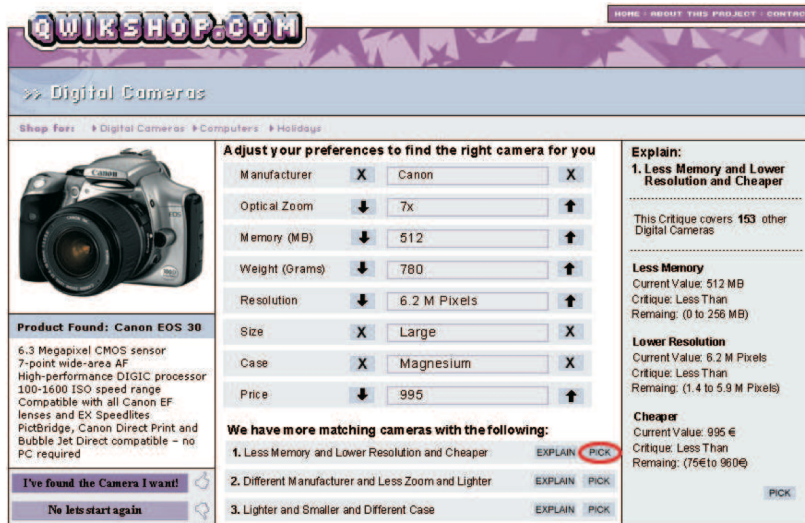 QWIKSHOP.COM
HOME : ABOUT THIS PROJECT : CONTAC
>> Digital Cameras
Shop for: Digital Cameras Computers Holidays
Canon
EOS
Product Found: Canon EOS 30
6.3 Megapixel CMOS sensor
7-point wide-area AF
High-performance DIGIC processor
100-1600 ISO speed range
Compatible with all Canon EF
lenses and EX Speedlites
PictBridge, Canon Direct Print and
Bubble Jet Direct compatible – no
PC required
I've found the Camera I want!
No lets start again
Adjust your preferences to find the right camera for you
Manufacturer X Canon X
Optical Zoom 7x
Memory (MB) 512
Weight (Grams) 780
Resolution 6.2 M Pixels
Size X Large X
Case X Magnesium X
Price 995
We have more matching cameras with the following:
1. Less Memory and Lower Resolution and Cheaper EXPLAIN PICK
2. Different Manufacturer and Less Zoom and Lighter EXPLAIN PICK
3. Lighter and Smaller and Different Case EXPLAIN PICK
Explain:
1. Less Memory and Lower
Resolution and Cheaper
This Critique covers 153 other
Digital Cameras
Less Memory
Current Value: 512 MB
Critique: Less Than
Remaing: (0 to 256 MB)
Lower Resolution
Current Value: 6.2 M Pixels
Critique: Less Than
Remaing: (1.4 to 5.9 M Pixels)
Cheaper
Current Value: 995 €
Critique: Less Than
Remaing: (75€to 960€)
PICK